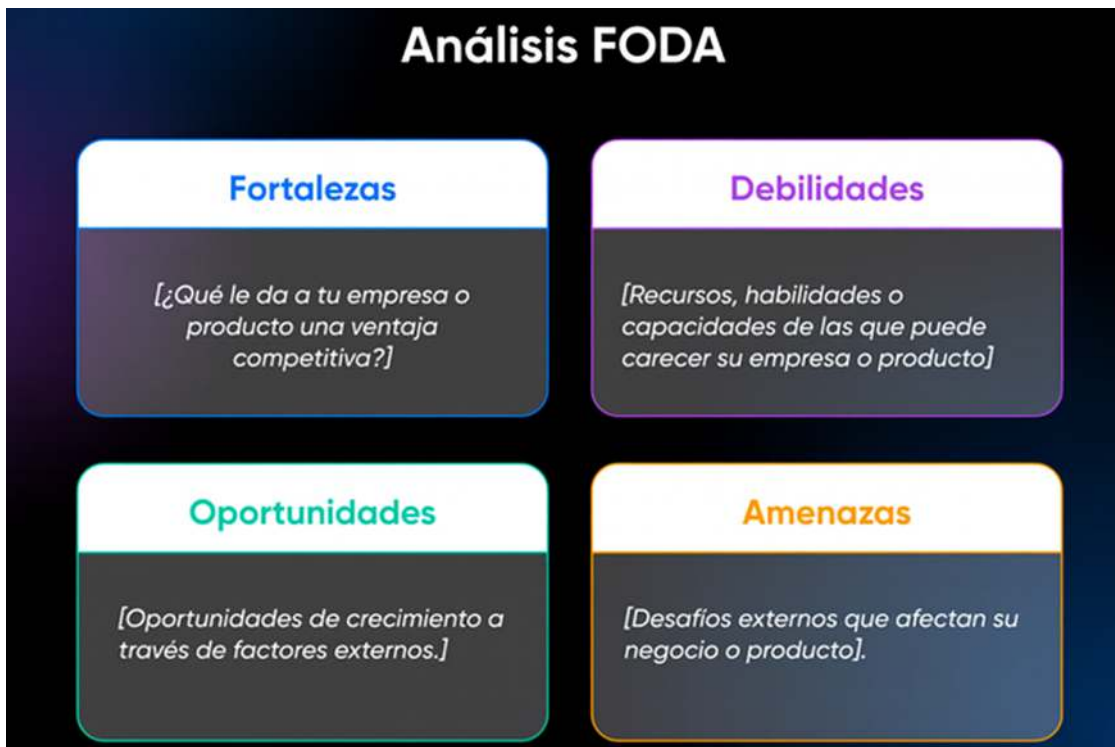 Análisis FODA
Fortalezas
[¿Qué le da a tu empresa o
producto una ventaja
competitiva?]
Debilidades
[Recursos, habilidades o
capacidades de las que puede
carecer su empresa o producto]
Oportunidades
[Oportunidades de crecimiento a
través de factores externos.]
Amenazas
[Desafíos externos que afectan su
negocio o producto].